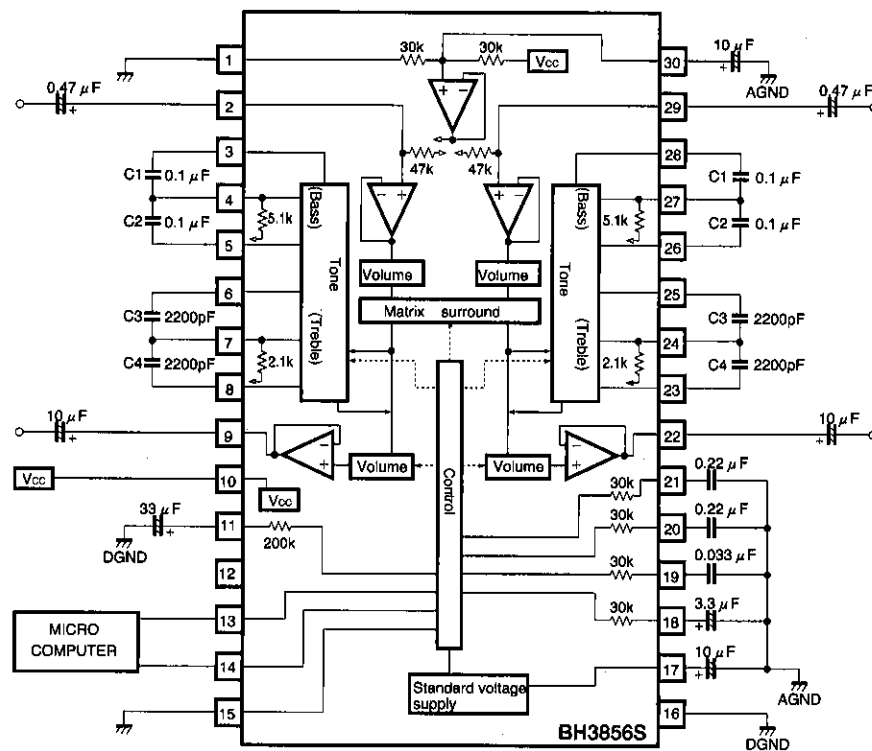 30k
30k
Vcc
10 μF
AGND
0.47 μF
0.47 μF
1
2
3
4
5
6
7
8
9
10
11
12
13
14
15
30
29
28
27
26
25
24
23
22
21
20
19
18
17
16
+
−
47k
47k
−
+
+
−
C1
0.1 μF
C2
0.1 μF
5.1k
(Bass)
Tone
(Treble)
C3
2200pF
C4
2200pF
2.1k
Volume
Volume
Matrix surround
(Bass)
Tone
(Treble)
5.1k
2.1k
C1
0.1 μF
C2
0.1 μF
C3
2200pF
C4
2200pF
10 μF
+
−
+
Volume
Control
Volume
−
+
10 μF
+
Vcc
Vcc
33 μF
+
DGND
200k
30k
0.22 μF
30k
0.22 μF
30k
0.033 μF
30k
3.3 μF
+
10 μF
+
AGND
MICRO
COMPUTER
Standard voltage
supply
BH3856S
DGND